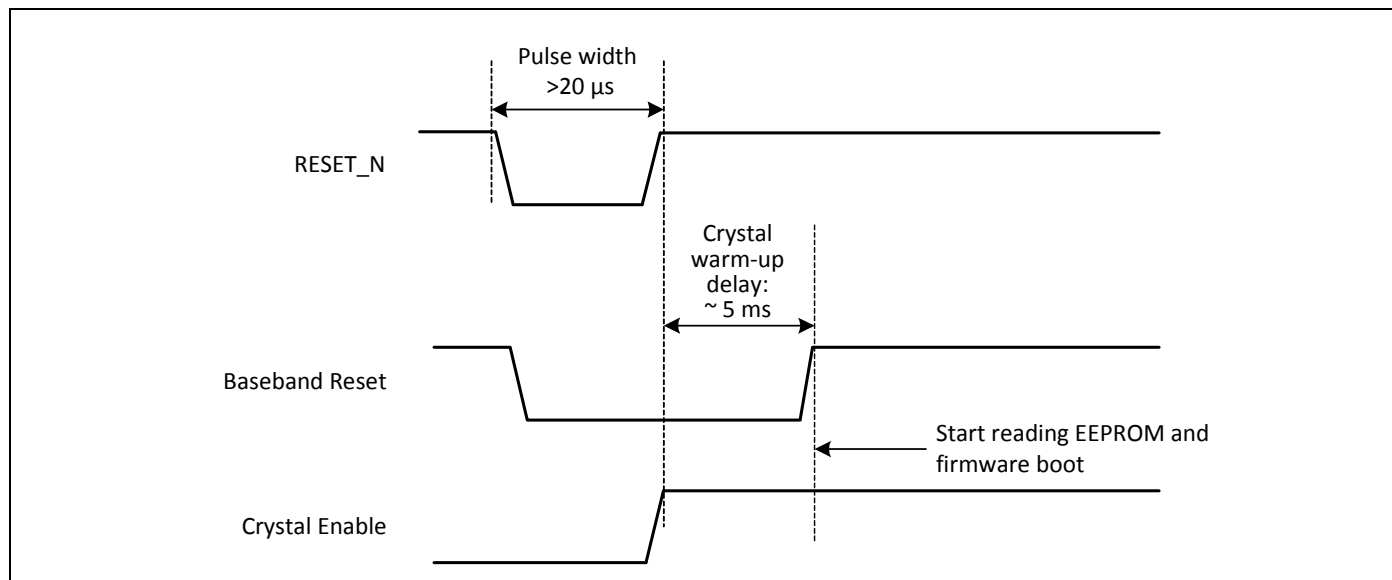 Pulse width
>20 µs
RESET_N
Crystal
warm-up
delay:
~ 5 ms
Baseband Reset
Start reading EEPROM and
firmware boot
Crystal Enable